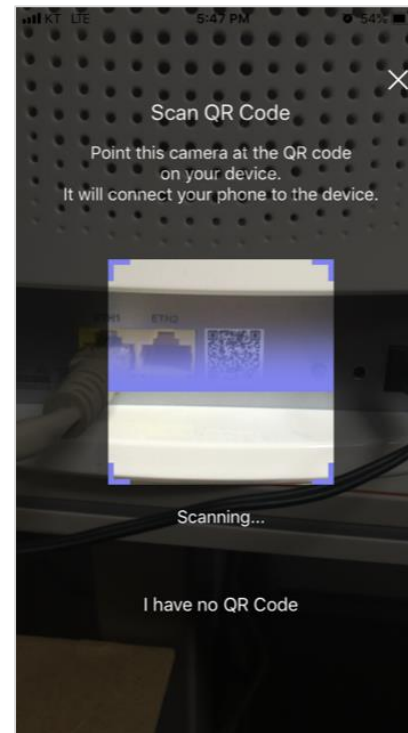 KT LTE 5:47 PM 54%
Scan QR Code
Point this camera at the QR code
on your device.
It will connect your phone to the device.
ETH1 ETH2
Scanning...
I have no QR Code